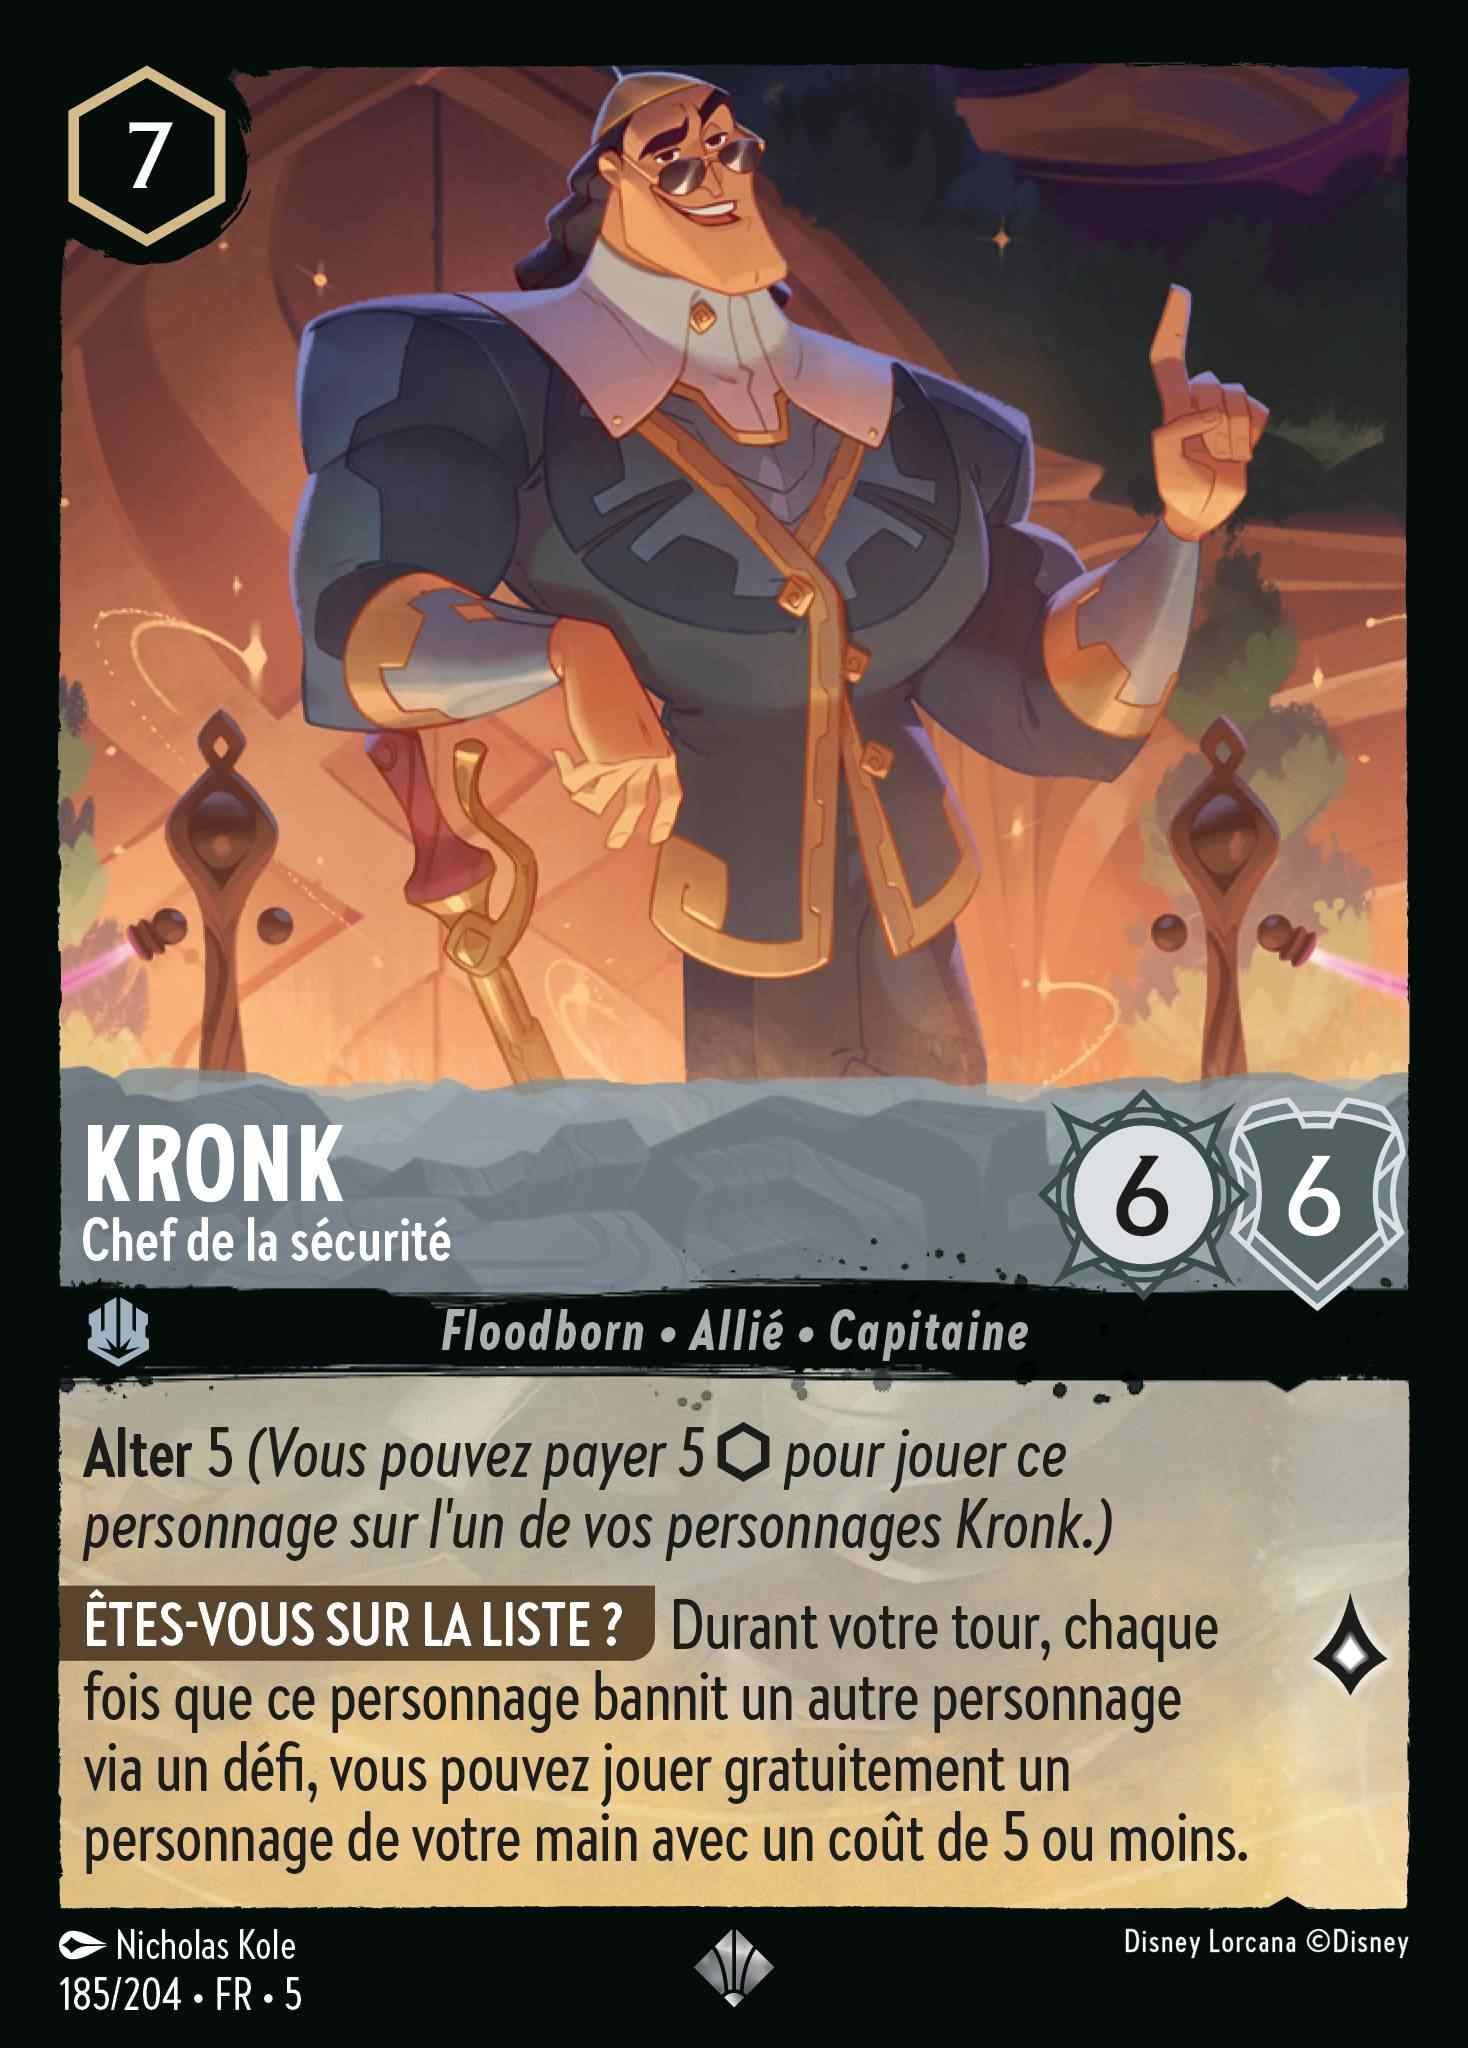 7
KRONK
Chef de la sécurité
6 6
Floodborn • Allié • Capitaine
Alter 5 (Vous pouvez payer 5 ⬡ pour jouer ce
personnage sur l'un de vos personnages Kronk.)
ÊTES-VOUS SUR LA LISTE ? Durant votre tour, chaque
fois que ce personnage bannit un autre personnage
via un défi, vous pouvez jouer gratuitement un
personnage de votre main avec un coût de 5 ou moins.
Nicholas Kole
Disney Lorcana ©Disney
185/204 • FR • 5